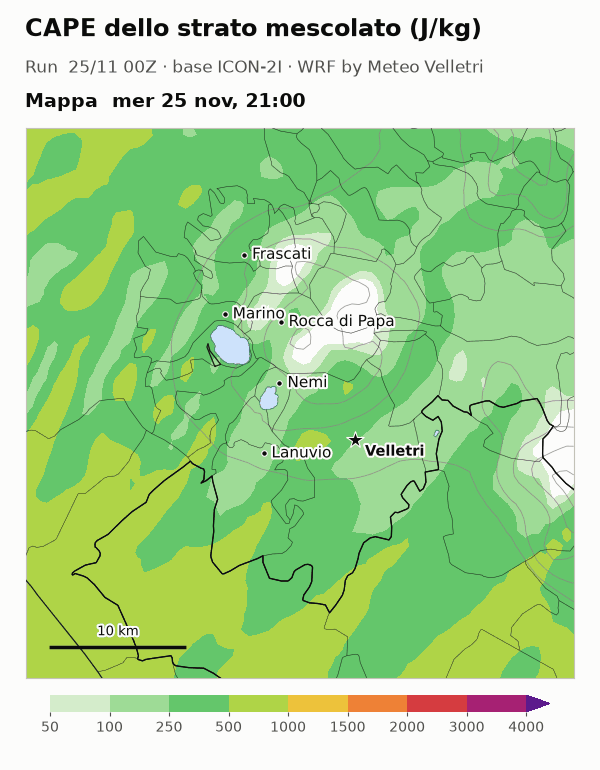 CAPE dello strato mescolato (J/kg)
Run  25/11 00Z · base ICON-2I · WRF by Meteo Velletri
Mappa  mer 25 nov, 21:00
Frascati
Marino
Rocca di Papa
Nemi
Velletri
Lanuvio
10 km
50 100 250 500 1000 1500 2000 3000 4000